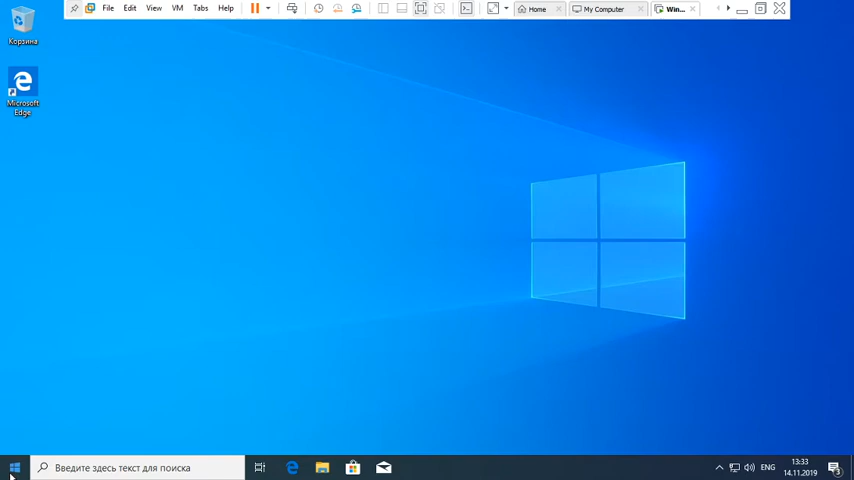 File Edit View VM Tabs Help
Home
My Computer
Win...
Корзина
Microsoft
Edge
Введите здесь текст для поиска
ENG
13:33
14.11.2019
3